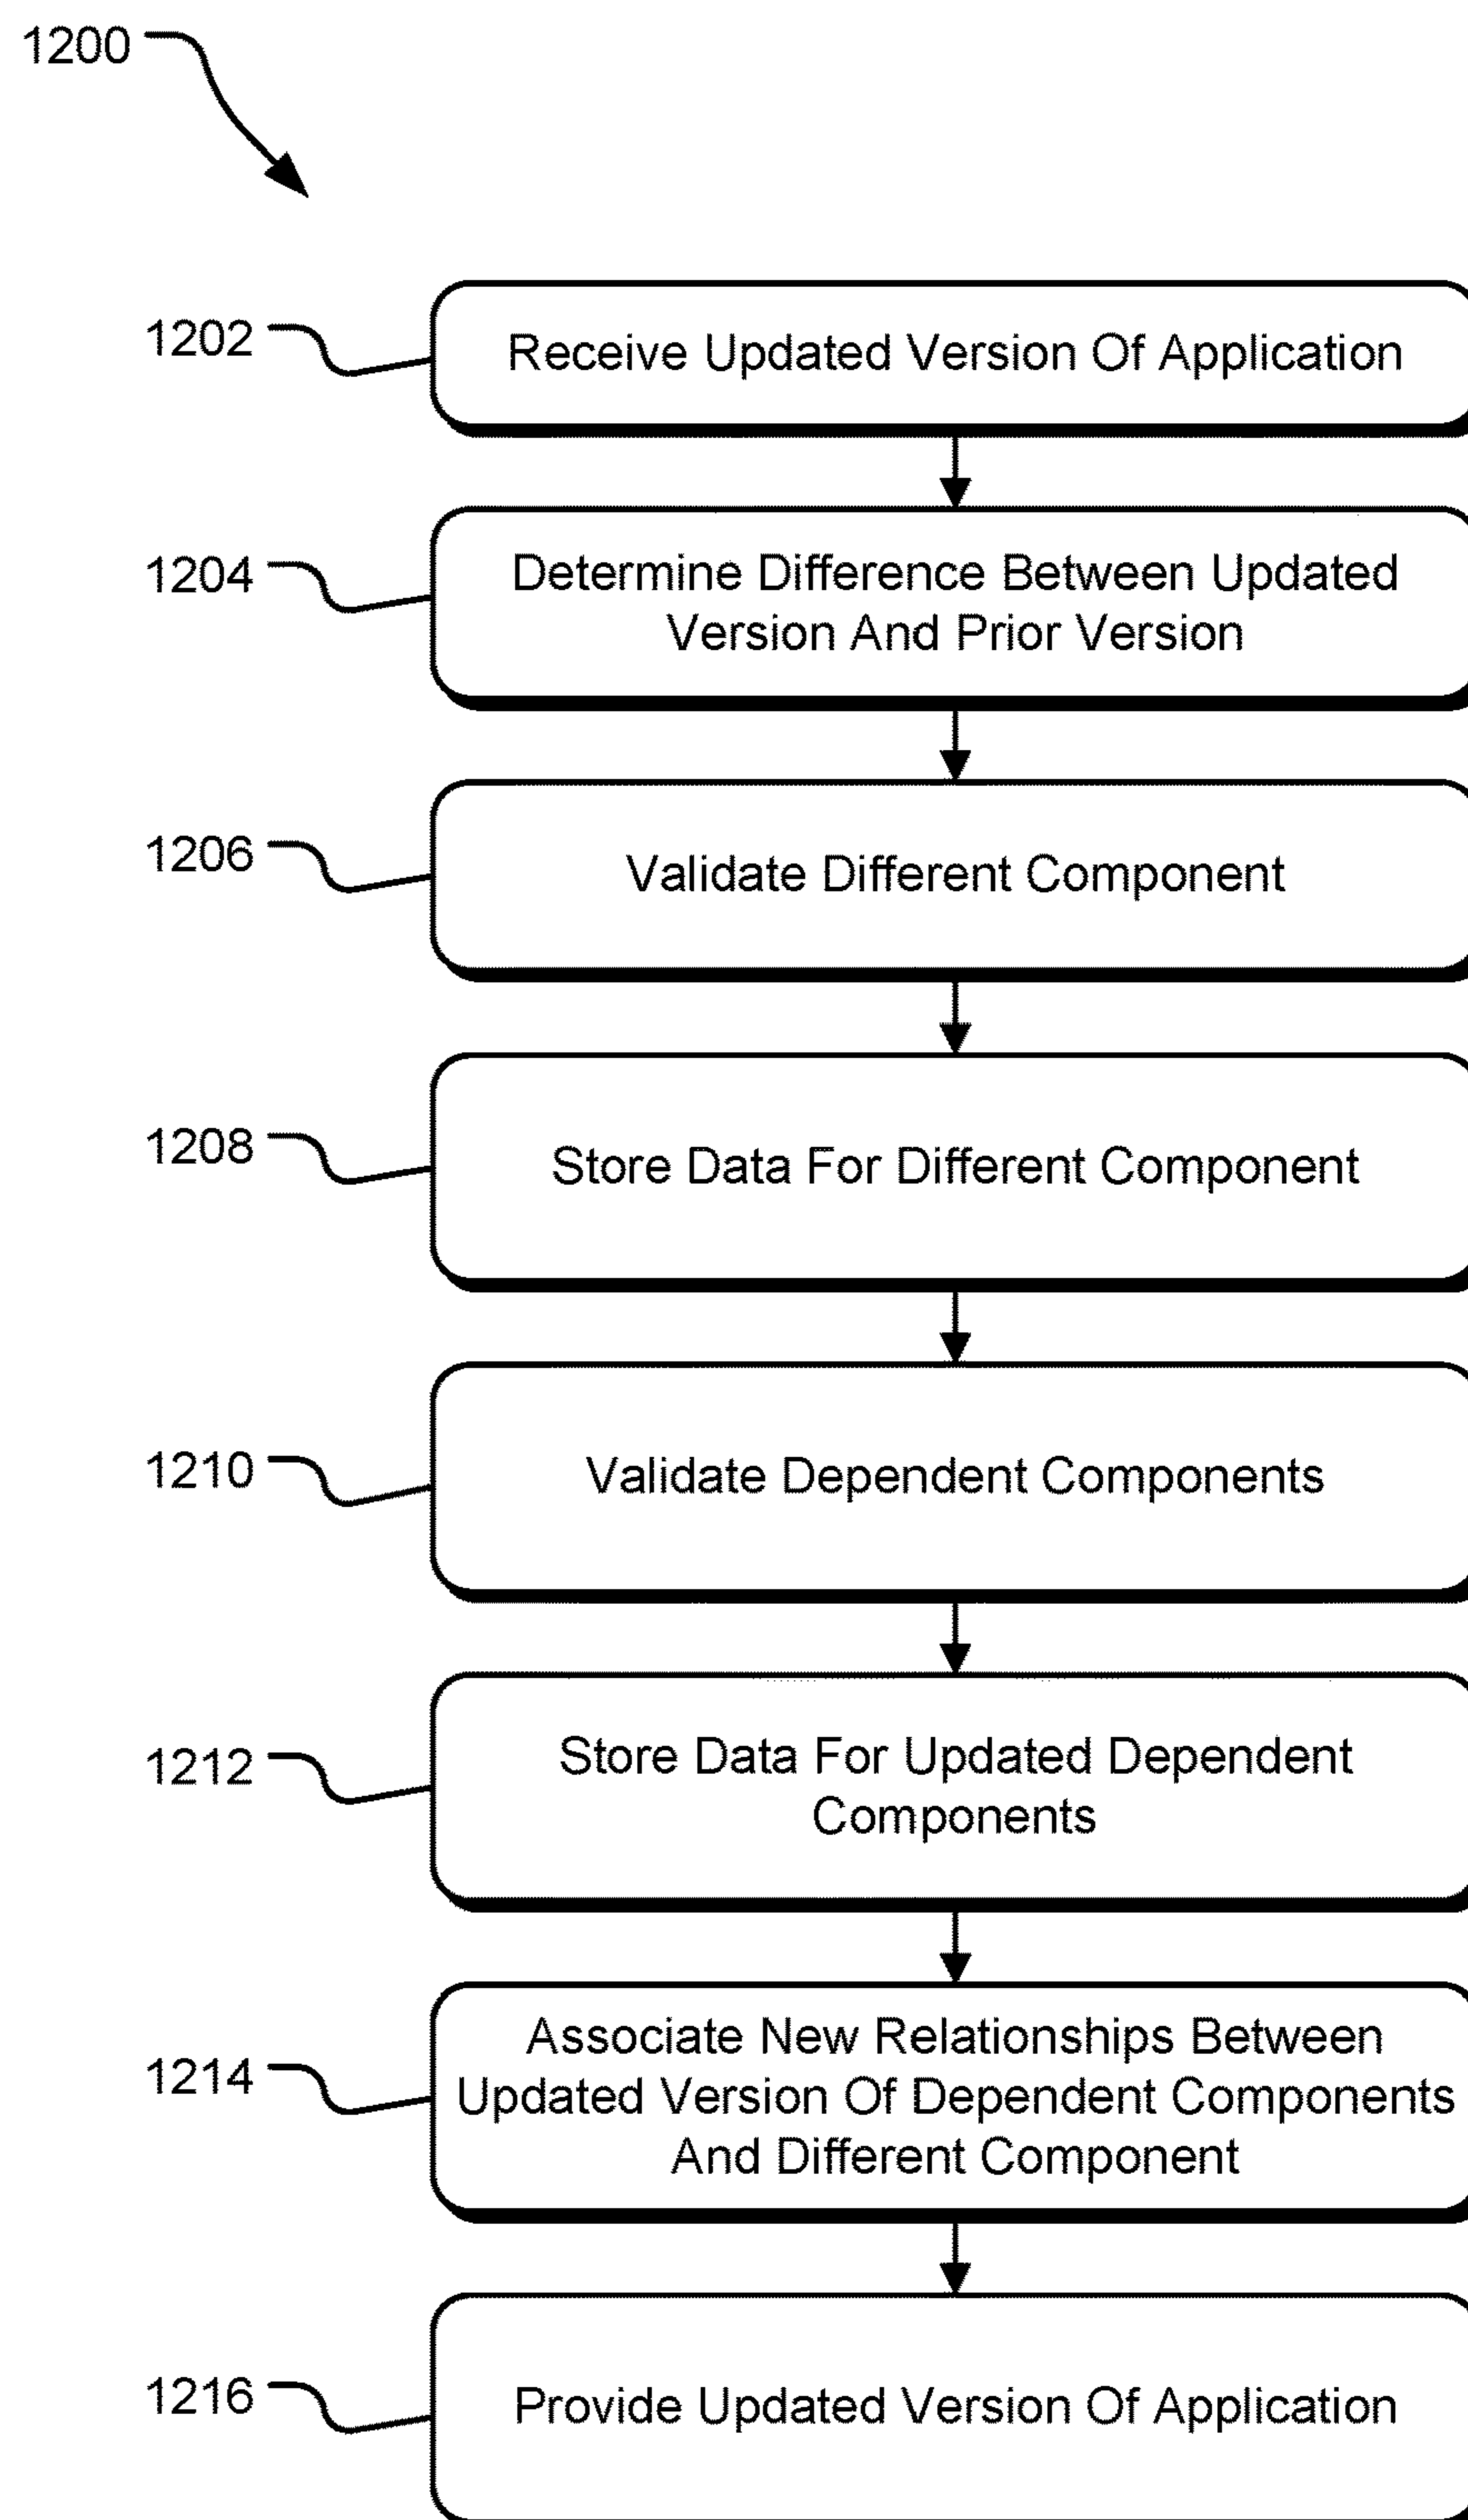 1200
1202
Receive Updated Version Of Application
1204
Determine Difference Between Updated
Version And Prior Version
1206
Validate Different Component
1208
Store Data For Different Component
1210
Validate Dependent Components
1212
Store Data For Updated Dependent
Components
1214
Associate New Relationships Between
Updated Version Of Dependent Components
And Different Component
1216
Provide Updated Version Of Application